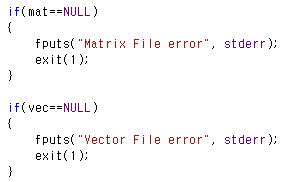 if(mat==NULL)
{
    fputs("Matrix File error", stderr);
    exit(1);
}

if(vec==NULL)
{
    fputs("Vector File error", stderr);
    exit(1);
}